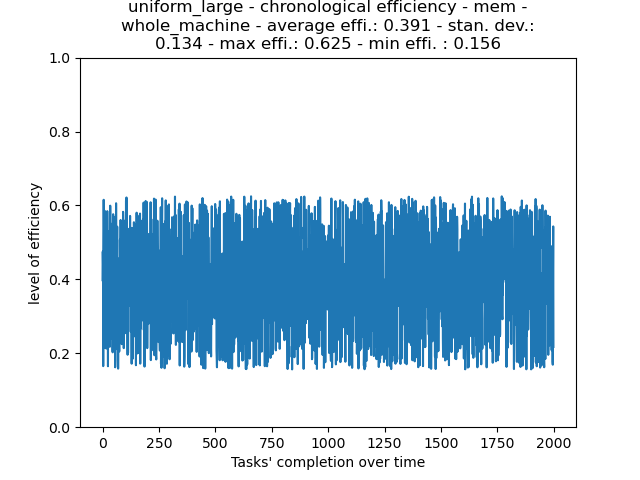 uniform_large - chronological efficiency - mem -
whole_machine - average effi.: 0.391 - stan. dev.:
0.134 - max effi.: 0.625 - min effi. : 0.156
1.0
0.8
0.6
0.4
0.2
0.0
level of efficiency
0 250 500 750 1000 1250 1500 1750 2000
Tasks' completion over time